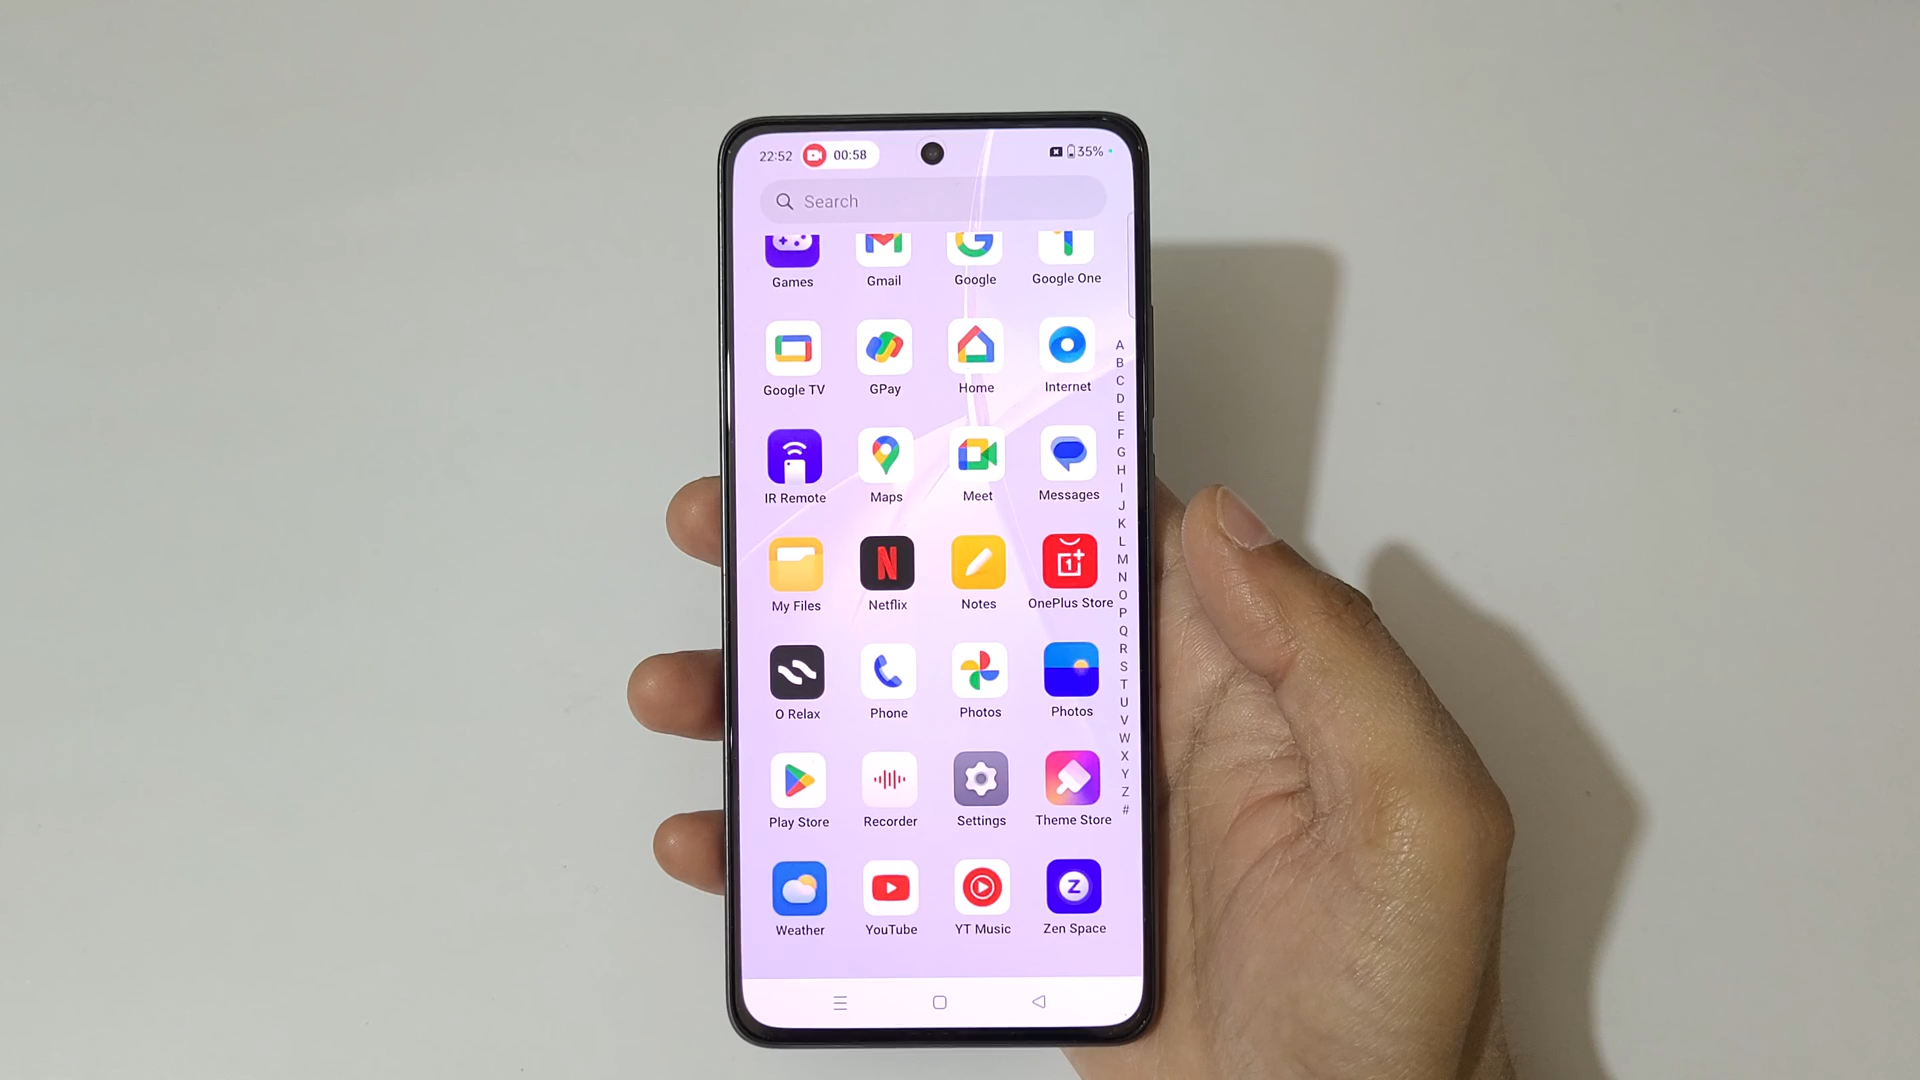 22:52 00:58 35%
Search
Games Gmail Google Google One
Google TV GPay Home Internet
IR Remote Maps Meet Messages
My Files Netflix Notes OnePlus Store
O Relax Phone Photos Photos
Play Store Recorder Settings Theme Store
Weather YouTube YT Music Zen Space
A
B
C
D
E
F
G
H
I
J
K
L
M
N
O
P
Q
R
S
T
U
V
W
X
Y
Z
#